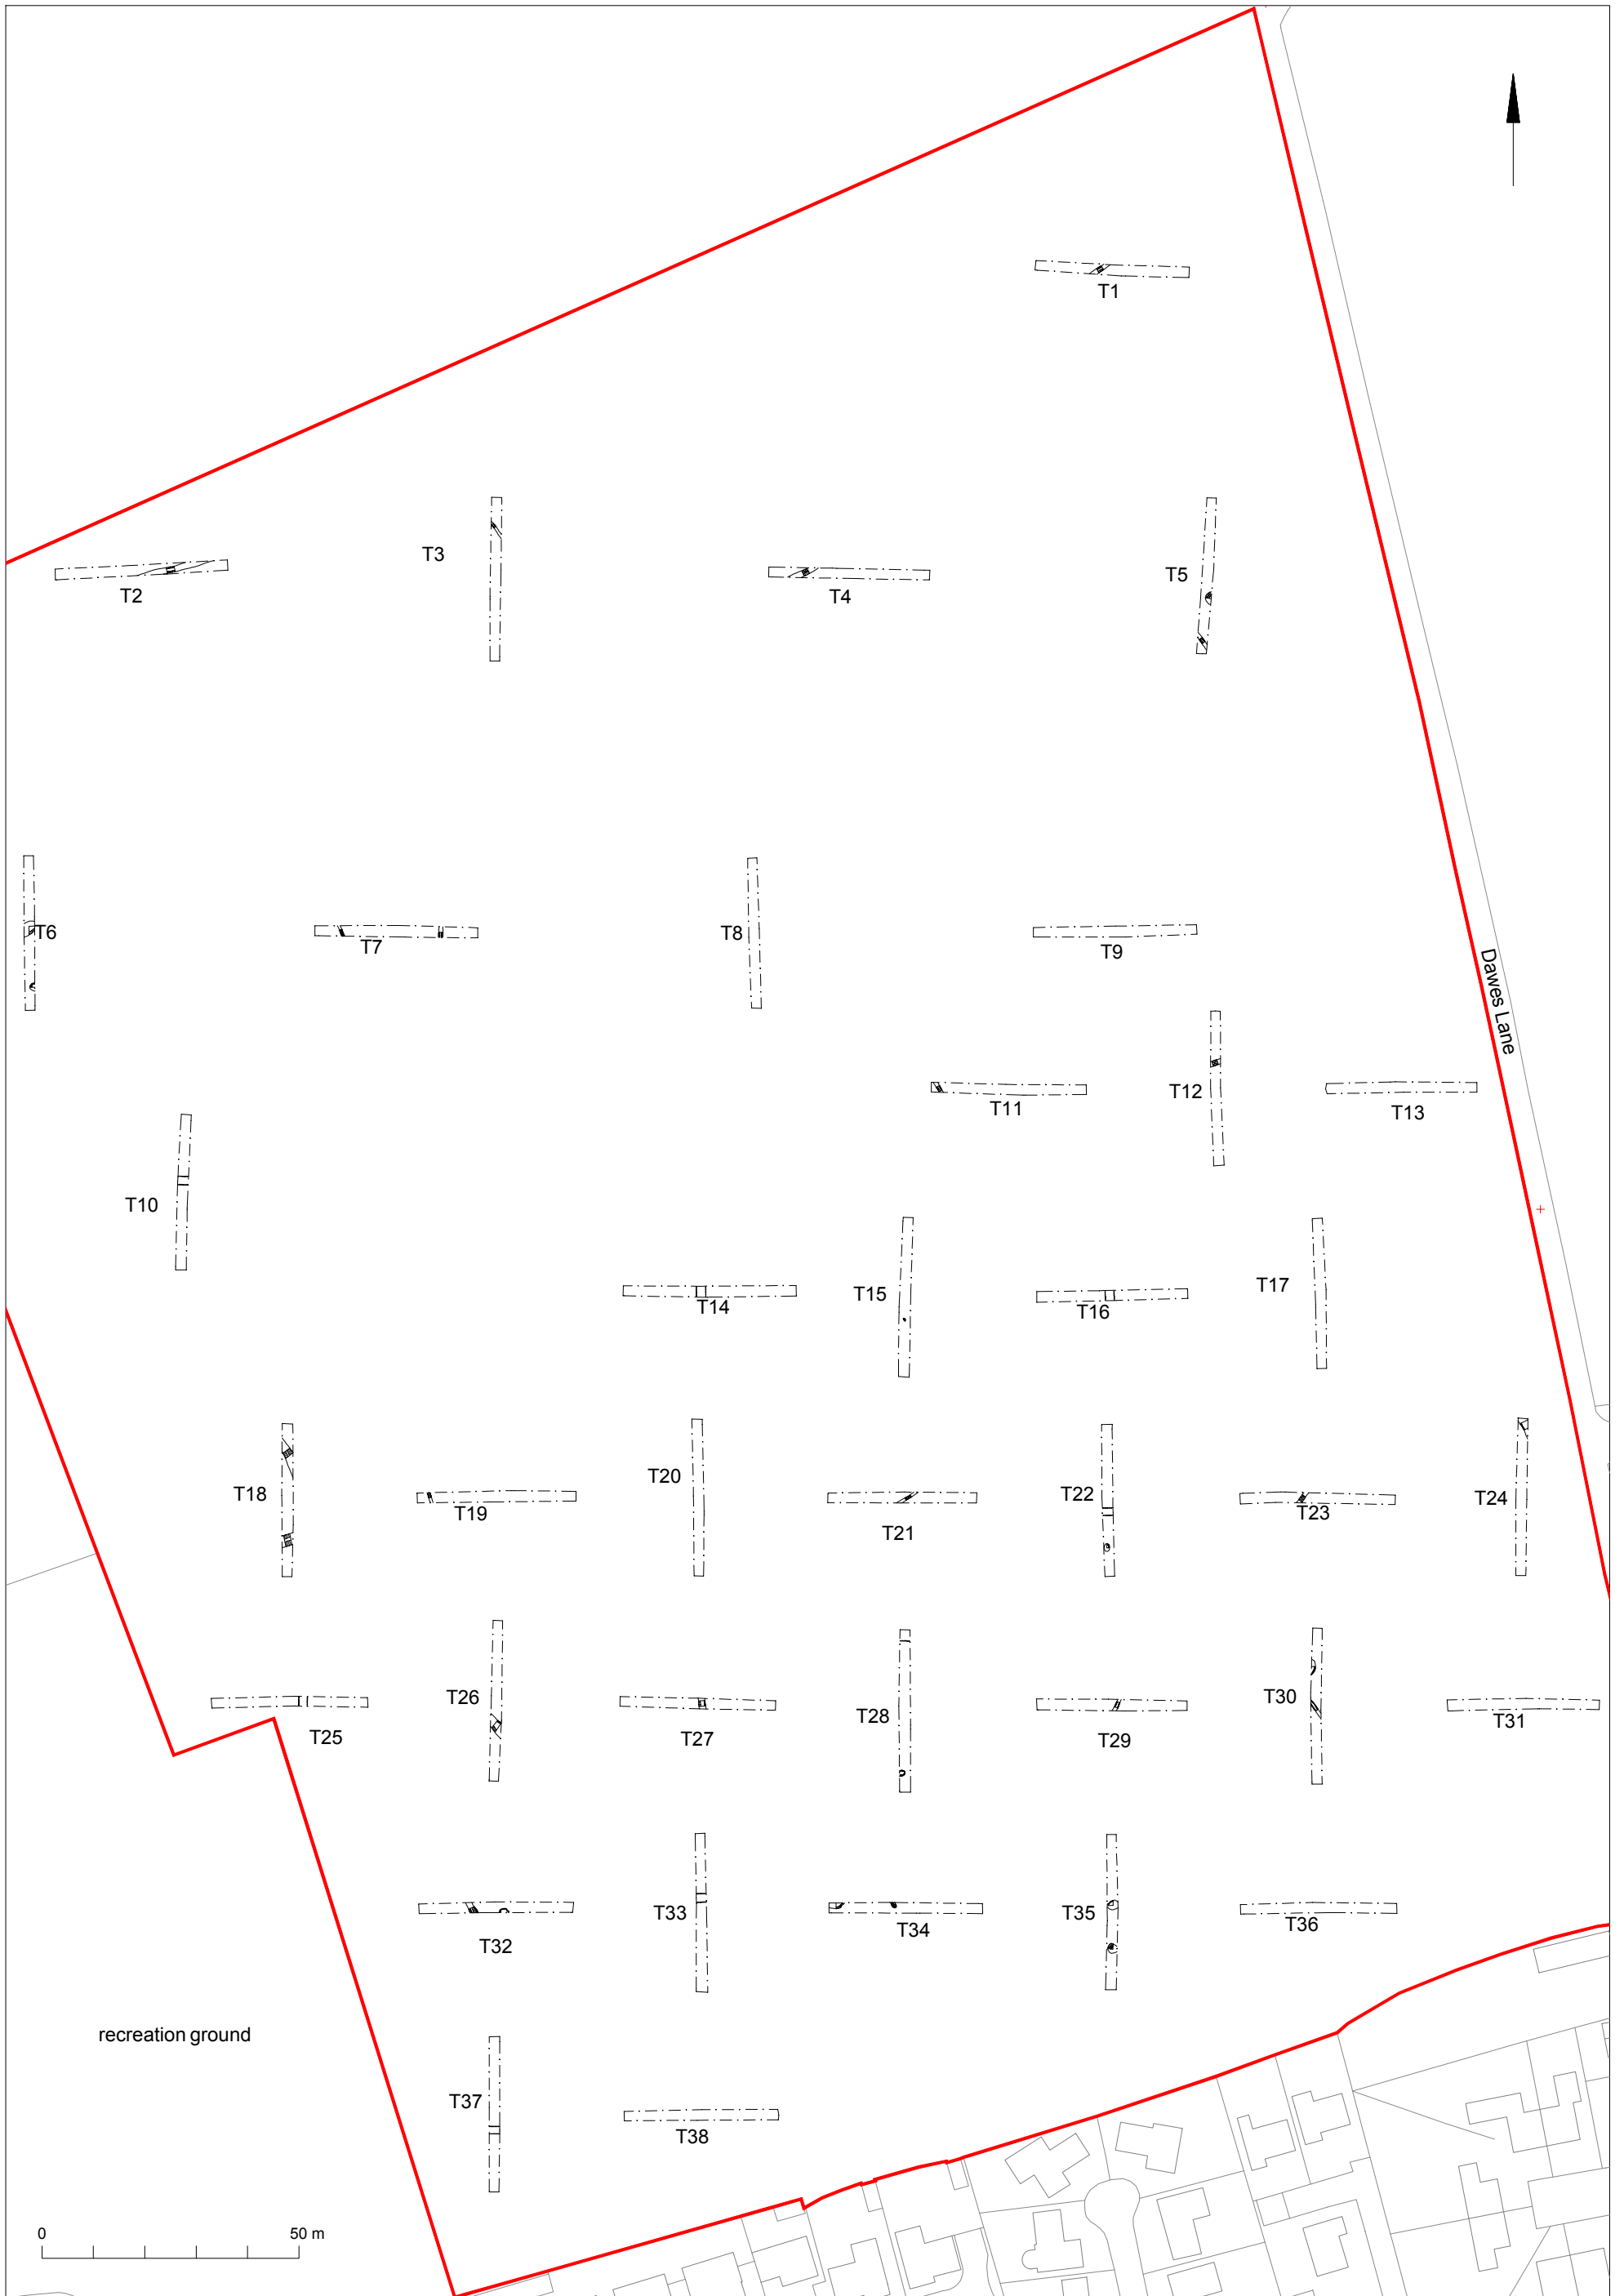 T1
T3
T5
T2
T4
T6
T7
T8
T9
Dawes Lane
T11
T12
T13
T10
T14
T15
T16
T17
T18
T19
T20
T21
T22
T23
T24
T25
T26
T27
T28
T29
T30
T31
T32
T33
T34
T35
T36
recreation ground
T37
T38
0 50 m